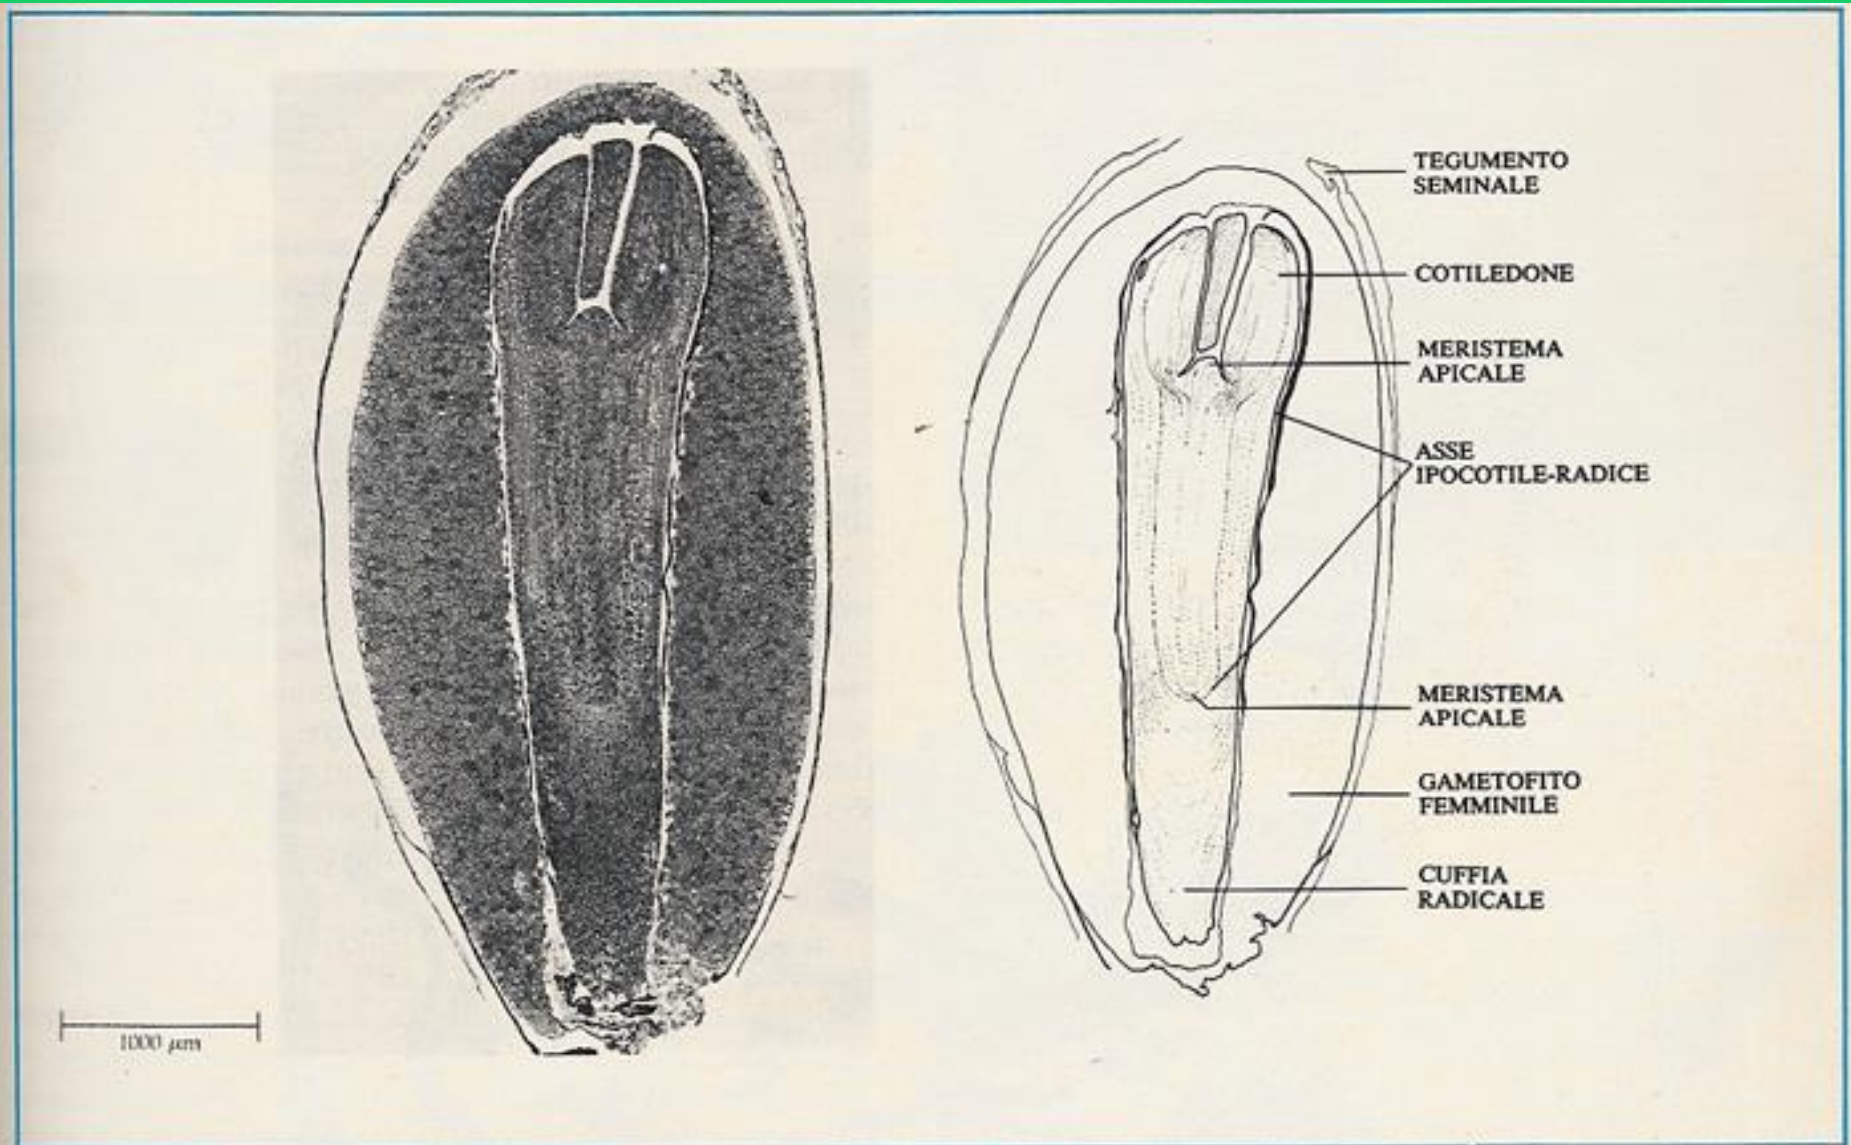 TEGUMENTO
SEMINALE
COTILEDONE
MERISTEMA
APICALE
ASSE
IPOCOTILE-RADICE
MERISTEMA
APICALE
GAMETOFITO
FEMMINILE
CUFFIA
RADICALE
1000 μm